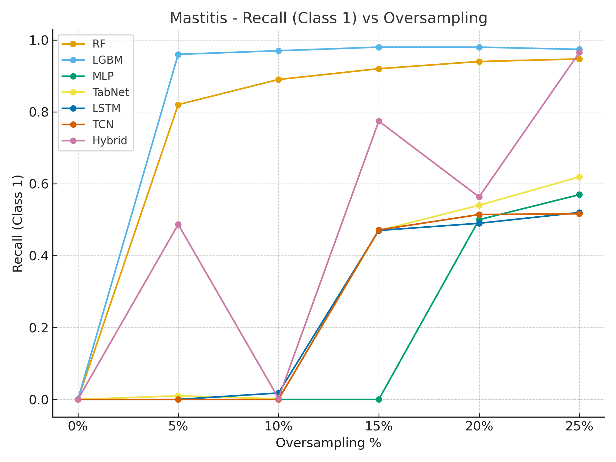 Mastitis - Recall (Class 1) vs Oversampling
RF
LGBM
MLP
TabNet
LSTM
TCN
Hybrid
Recall (Class 1)
1.0
0.8
0.6
0.4
0.2
0.0
0% 5% 10% 15% 20% 25%
Oversampling %